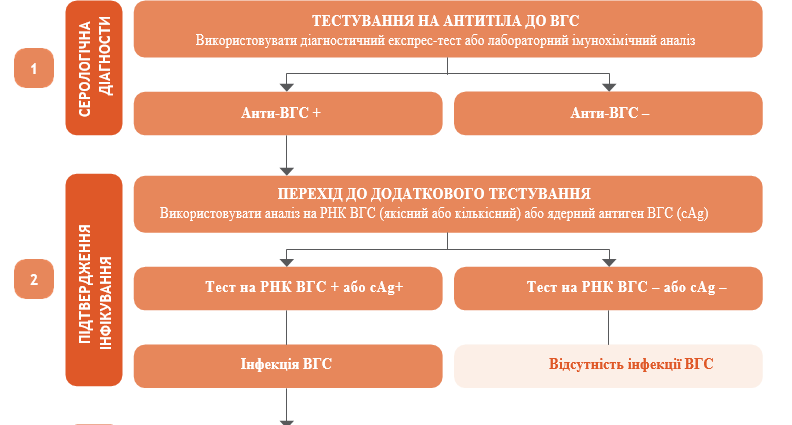 1
СЕРОЛОГІЧНА
ДІАГНОСТИ
ТЕСТУВАННЯ НА АНТИТІЛА ДО ВГС
Використовувати діагностичний експрес-тест або лабораторний імунохімічний аналіз
Анти-ВГС +
Анти-ВГС –
2
ПІДТВЕРДЖЕННЯ
ІНФІКУВАННЯ
ПЕРЕХІД ДО ДОДАТКОВОГО ТЕСТУВАННЯ
Використовувати аналіз на РНК ВГС (якісний або кількісний) або ядерний антиген ВГС (cAg)
Тест на РНК ВГС + або cAg+
Тест на РНК ВГС – або cAg –
Інфекція ВГС
Відсутність інфекції ВГС